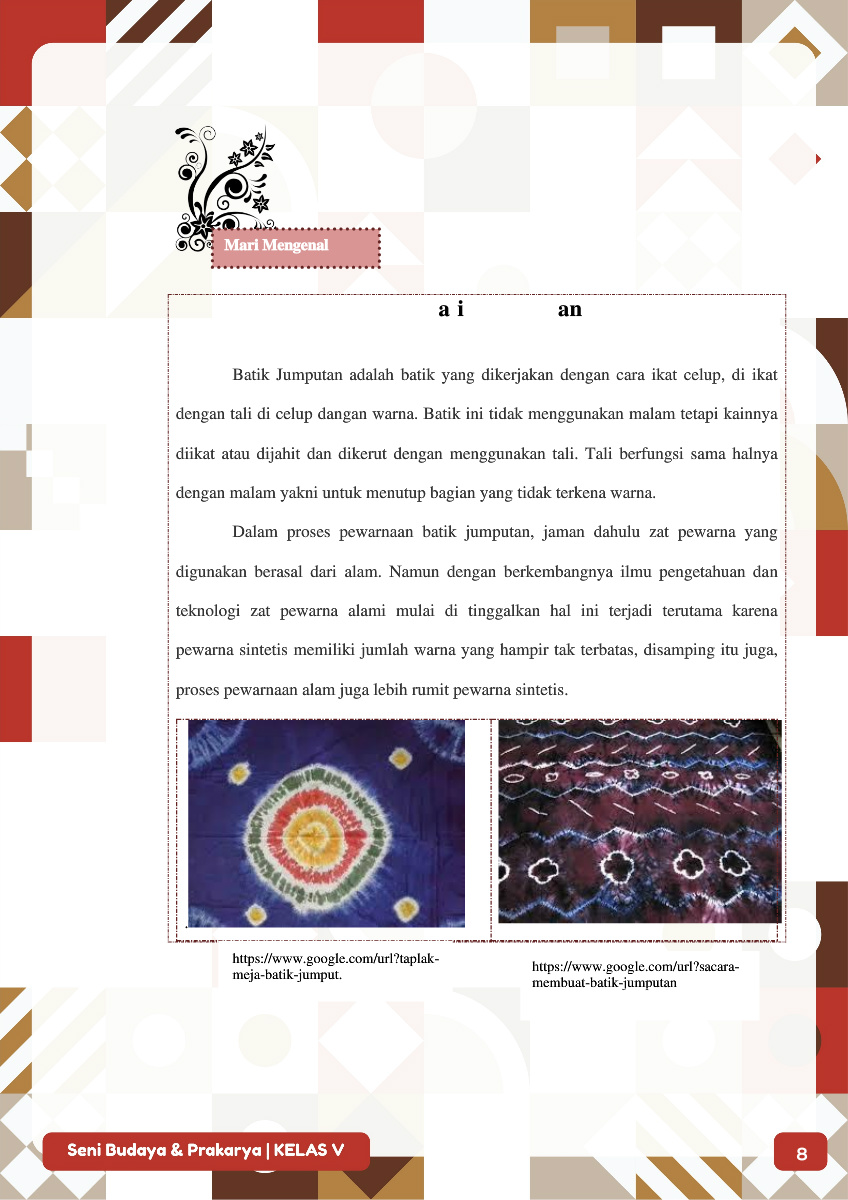 Mari Mengenal
a i an
Batik Jumputan adalah batik yang dikerjakan dengan cara ikat celup, di ikat
dengan tali di celup dangan warna. Batik ini tidak menggunakan malam tetapi kainnya
diikat atau dijahit dan dikerut dengan menggunakan tali. Tali berfungsi sama halnya
dengan malam yakni untuk menutup bagian yang tidak terkena warna.
Dalam proses pewarnaan batik jumputan, jaman dahulu zat pewarna yang
digunakan berasal dari alam. Namun dengan berkembangnya ilmu pengetahuan dan
teknologi zat pewarna alami mulai di tinggalkan hal ini terjadi terutama karena
pewarna sintetis memiliki jumlah warna yang hampir tak terbatas, disamping itu juga,
proses pewarnaan alam juga lebih rumit pewarna sintetis.
https://www.google.com/url?taplak-
meja-batik-jumput.
https://www.google.com/url?sacara-
membuat-batik-jumputan
Seni Budaya & Prakarya | KELAS V
8